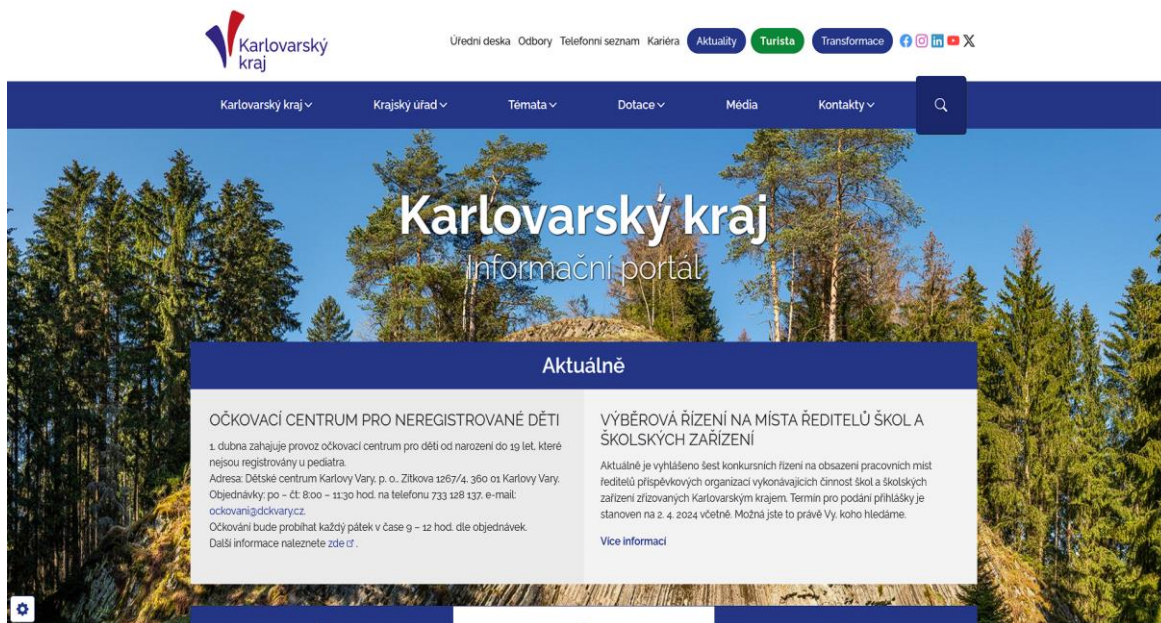 Karlovarský
kraj
Úřední deska Odbory Telefonní seznam Kariéra Aktuality Turista Transformace
Karlovarský kraj Krajský úřad Témata Dotace Média Kontakty
Karlovarský kraj
Informační portál
Aktuálně
OČKOVACÍ CENTRUM PRO NEREGISTROVANÉ DĚTI
1. dubna zahajuje provoz očkovací centrum pro děti od narození do 19 let, které
nejsou registrovány u pediatra.
Adresa: Dětské centrum Karlovy Vary, p. o., Zítkova 1267/4, 360 01 Karlovy Vary.
Objednávky: po – čt: 8:00 – 11:30 hod. na telefonu 733 128 137, e-mail:
ockovani@dckvary.cz.
Očkování bude probíhat každý pátek v čase 9 – 12 hod. dle objednávek.
Další informace naleznete zde.
VÝBĚROVÁ ŘÍZENÍ NA MÍSTA ŘEDITELŮ ŠKOL A
ŠKOLSKÝCH ZAŘÍZENÍ
Aktuálně je vyhlášeno šest konkursních řízení na obsazení pracovních míst
ředitelů příspěvkových organizací vykonávajících činnost škol a školských
zařízení zřizovaných Karlovarským krajem. Termín pro podání přihlášky je
stanoven na 2. 4. 2024 včetně. Možná jste to právě Vy, koho hledáme.
Více informací